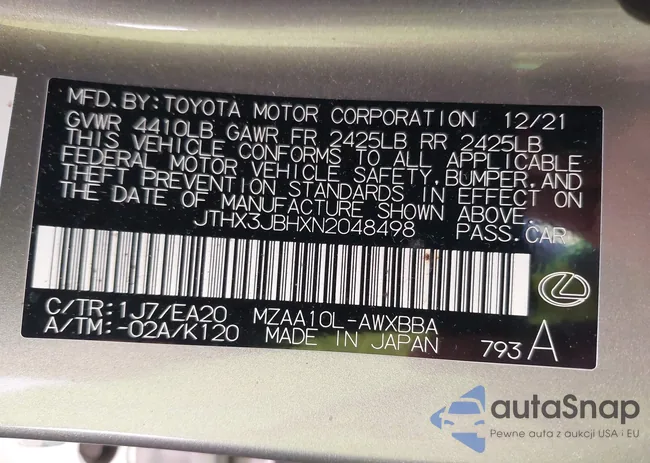 MFD. BY: TOYOTA MOTOR CORPORATION 12/21
GVWR 4410LB GAWR FR 2425LB RR 2425LB
THIS VEHICLE CONFORMS TO ALL APPLICABLE
FEDERAL MOTOR VEHICLE SAFETY, BUMPER, AND
THEFT PREVENTION STANDARDS IN EFFECT ON
THE DATE OF MANUFACTURE SHOWN ABOVE.
JTHX3JBHXN2048498 PASS. CAR
C/TR: 1J7/EA20 MZAA10L-AWXBBA
A/TM: -02A/K120 MADE IN JAPAN 793 A
autaSnap
Pewne auta z aukcji USA i EU